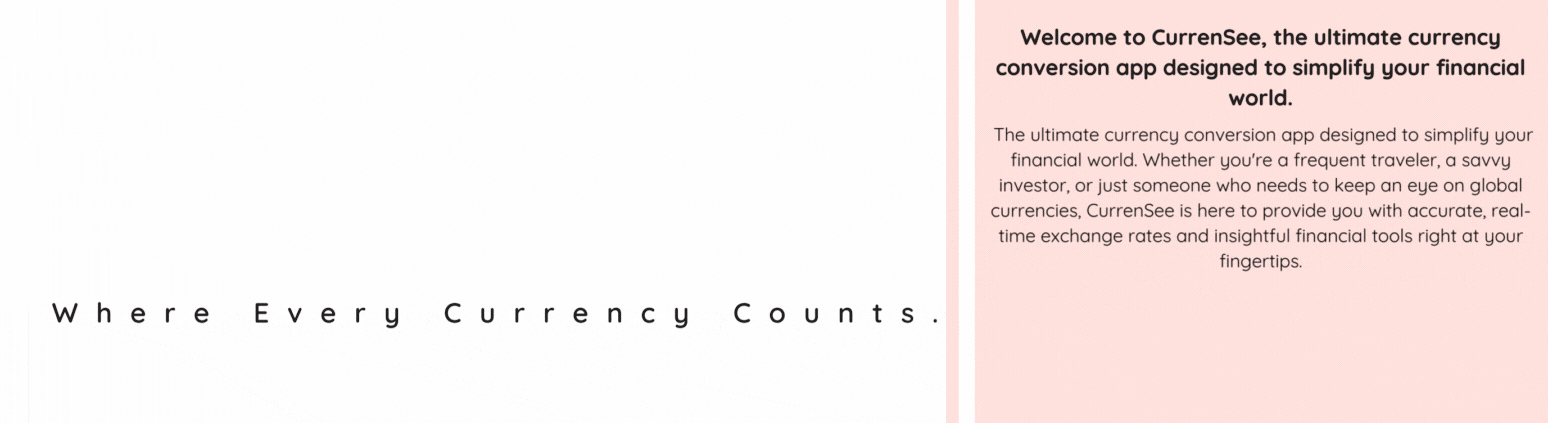 Where Every Currency Counts.
Welcome to CurrenSee, the ultimate currency
conversion app designed to simplify your financial
world.
The ultimate currency conversion app designed to simplify your
financial world. Whether you're a frequent traveler, a savvy
investor, or just someone who needs to keep an eye on global
currencies, CurrenSee is here to provide you with accurate, real-
time exchange rates and insightful financial tools right at your
fingertips.